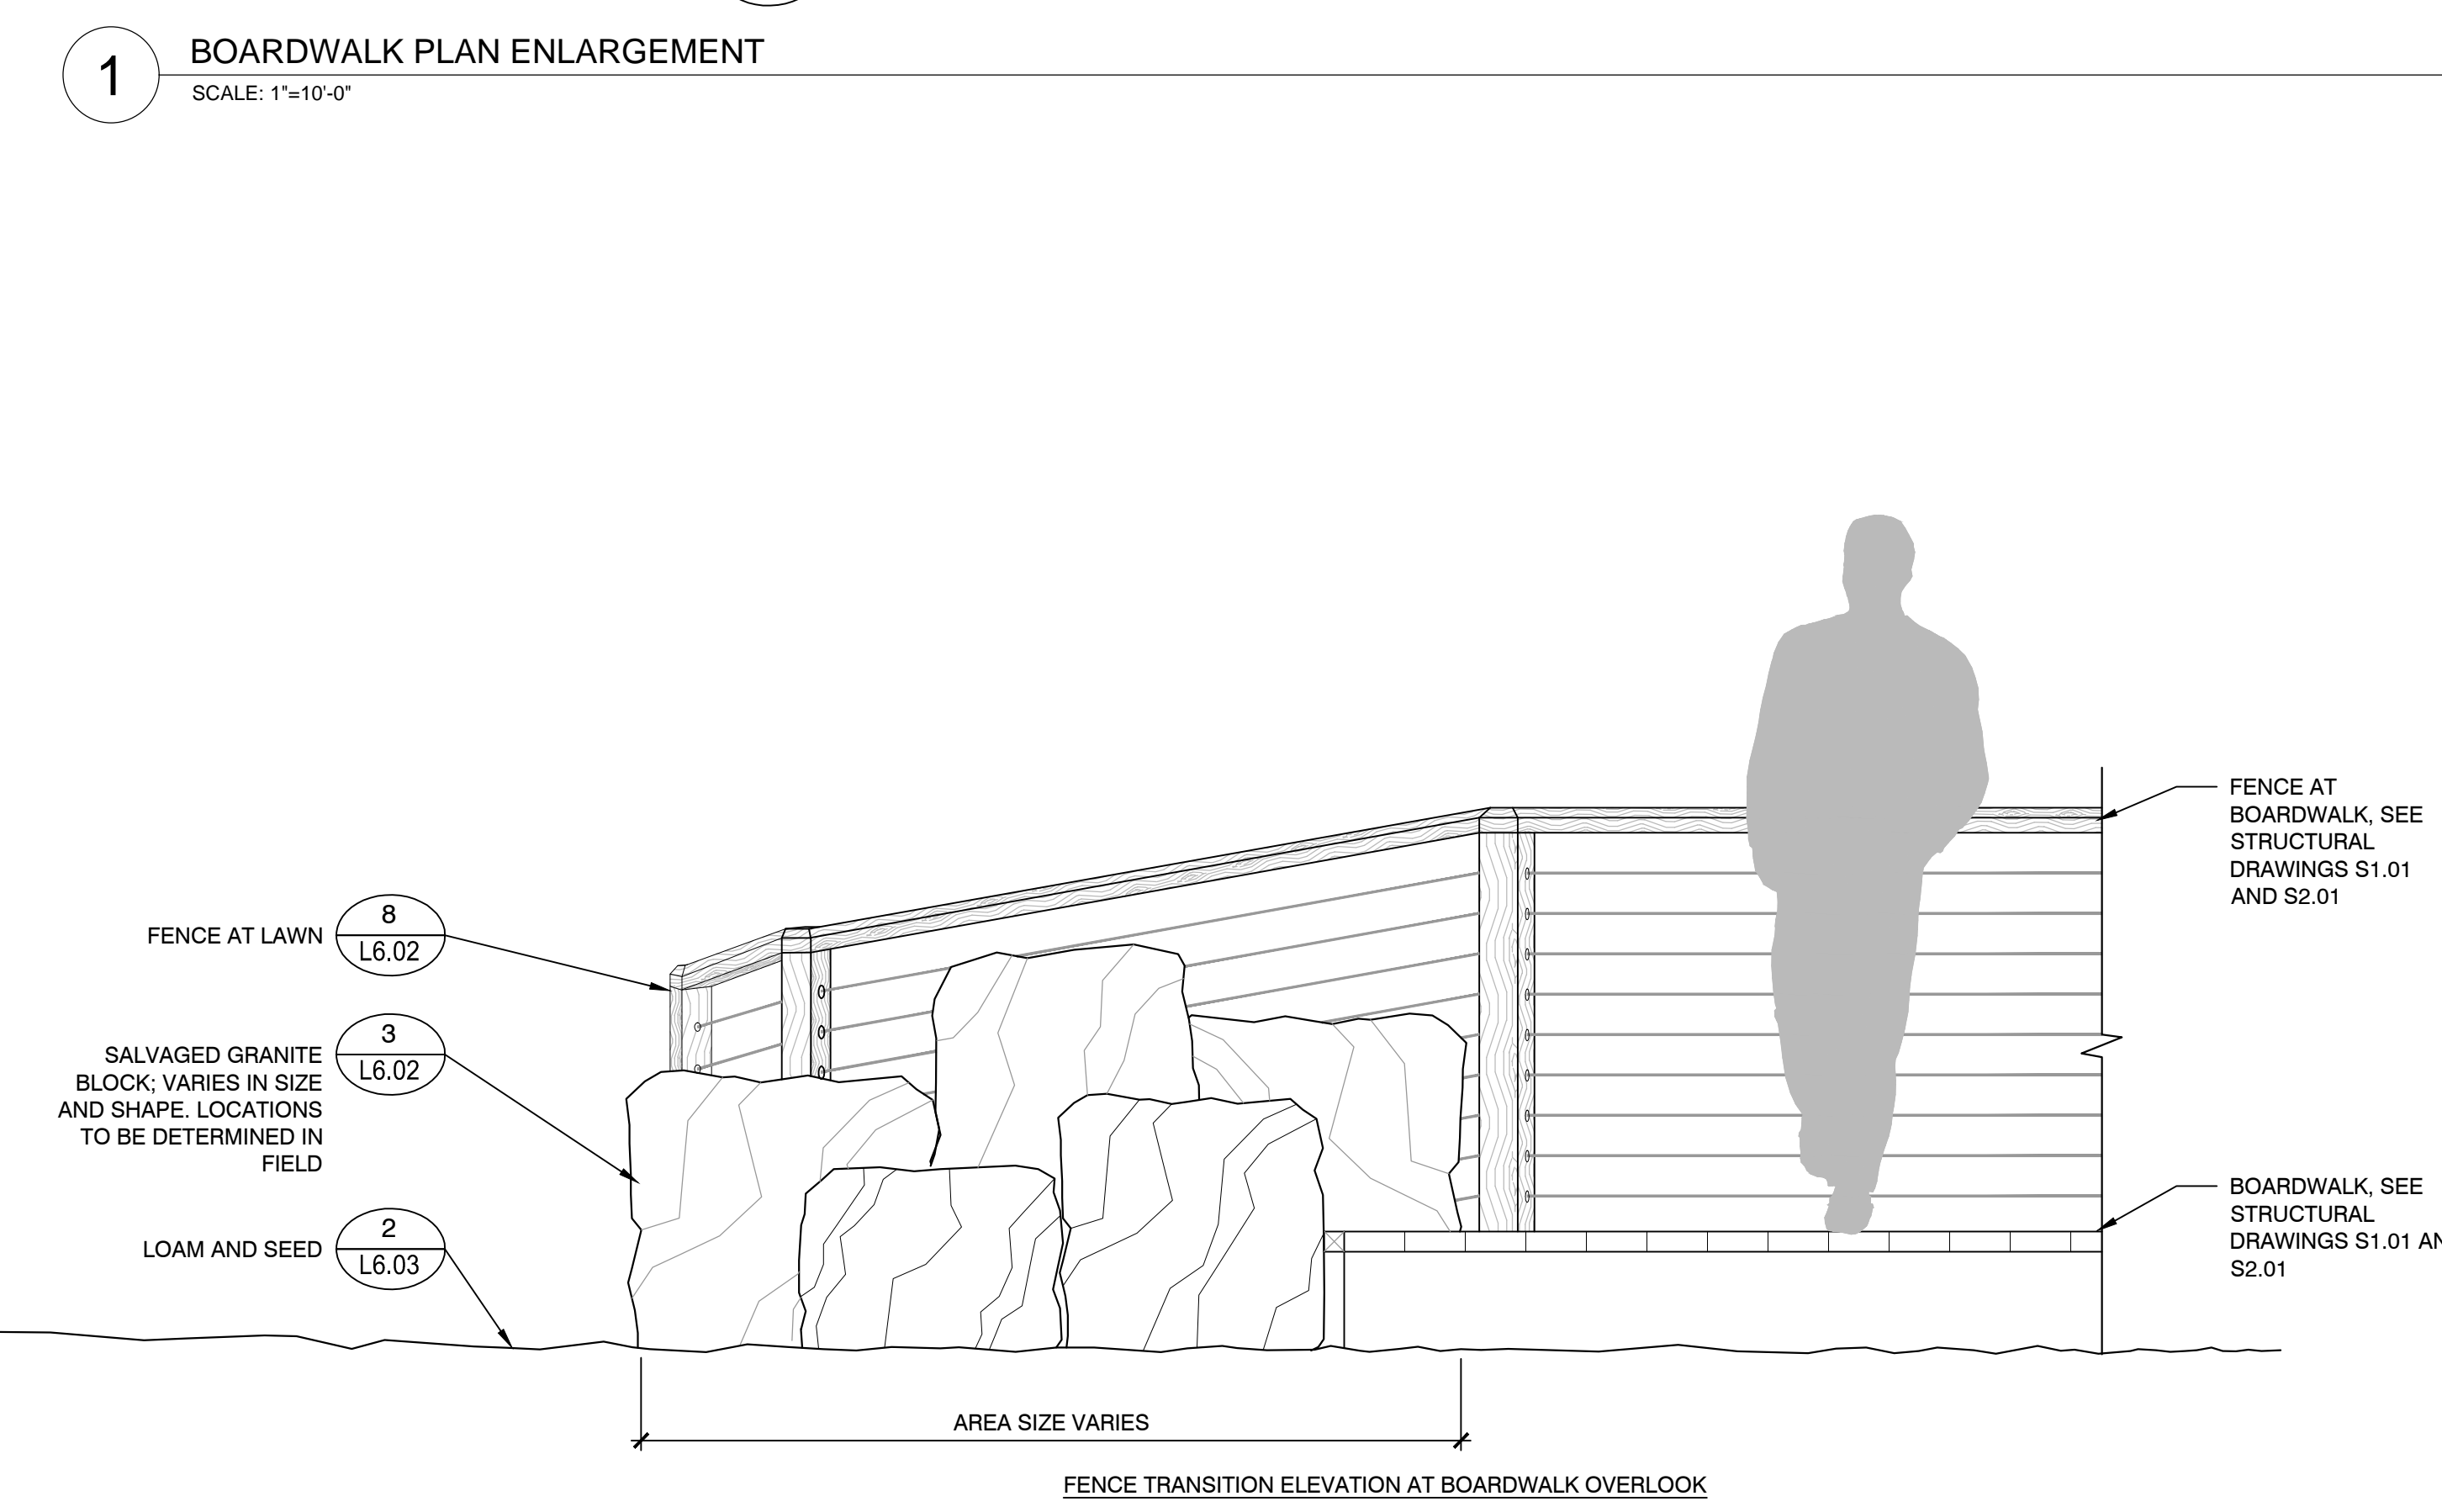 1
BOARDWALK PLAN ENLARGEMENT
SCALE: 1"=10'-0"
FENCE AT LAWN
8
L6.02
SALVAGED GRANITE
BLOCK; VARIES IN SIZE
AND SHAPE. LOCATIONS
TO BE DETERMINED IN
FIELD
3
L6.02
LOAM AND SEED
2
L6.03
FENCE AT
BOARDWALK, SEE
STRUCTURAL
DRAWINGS S1.01
AND S2.01
BOARDWALK, SEE
STRUCTURAL
DRAWINGS S1.01
S2.01
AREA SIZE VARIES
FENCE TRANSITION ELEVATION AT BOARDWALK OVERLOOK